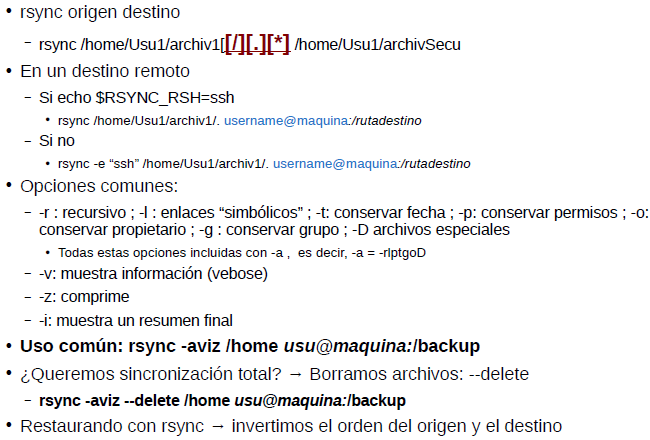 • rsync origen destino
– rsync /home/Usu1/archiv1[[/][.][*] /home/Usu1/archivSecu
• En un destino remoto
– Si echo $RSYNC_RSH=ssh
• rsync /home/Usu1/archiv1/. username@maquina:/rutadestino
– Si no
• rsync -e “ssh” /home/Usu1/archiv1/. username@maquina:/rutadestino
• Opciones comunes:
– -r : recursivo ; -l : enlaces “simbólicos” ; -t: conservar fecha ; -p: conservar permisos ; -o:
conservar propietario ; -g : conservar grupo ; -D archivos especiales
• Todas estas opciones incluidas con -a , es decir, -a = -rlptgoD
– -v: muestra información (vebose)
– -z: comprime
– -i: muestra un resumen final
• Uso común: rsync -aviz /home usu@maquina:/backup
• ¿Queremos sincronización total? → Borramos archivos: --delete
– rsync -aviz --delete /home usu@maquina:/backup
• Restaurando con rsync → invertimos el orden del origen y el destino